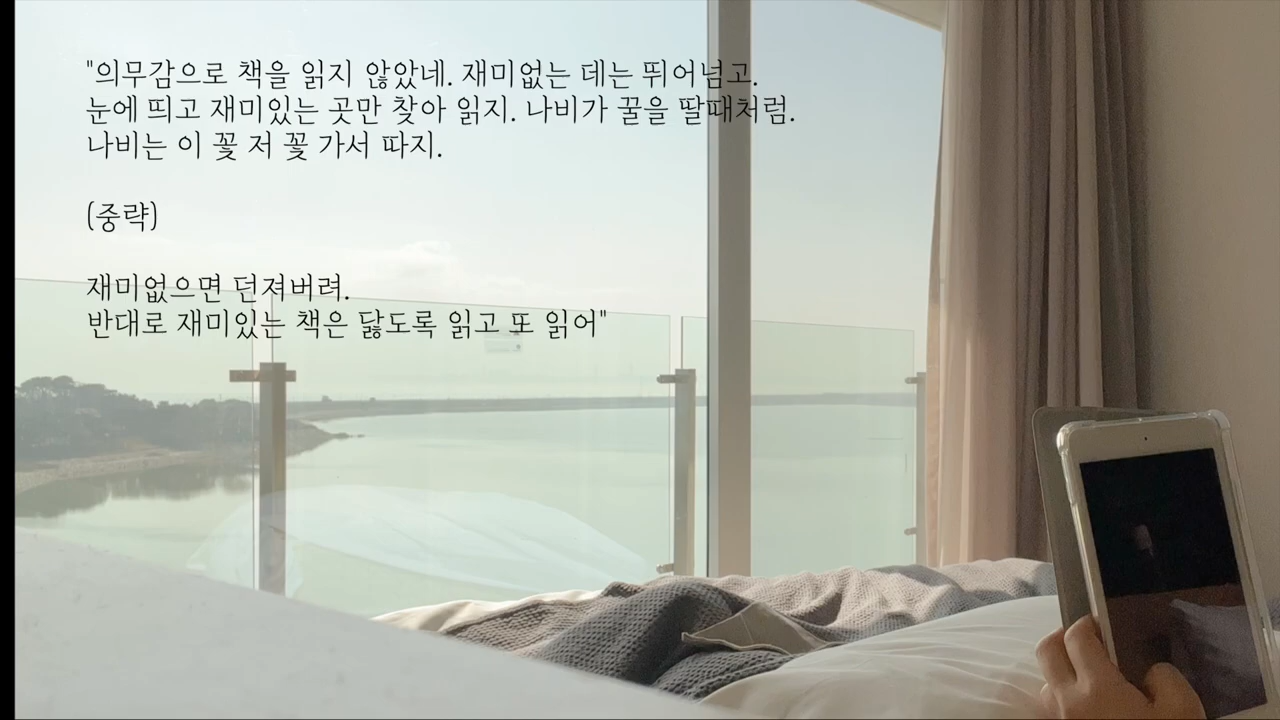 "의무감으로 책을 읽지 않았네. 재미없는 데는 뛰어넘고.
눈에 띄고 재미있는 곳만 찾아 읽지. 나비가 꿀을 딸때처럼.
나비는 이 꽃 저 꽃 가서 따지.
(중략)
재미없으면 던져버려.
반대로 재미있는 책은 닳도록 읽고 또 읽어"